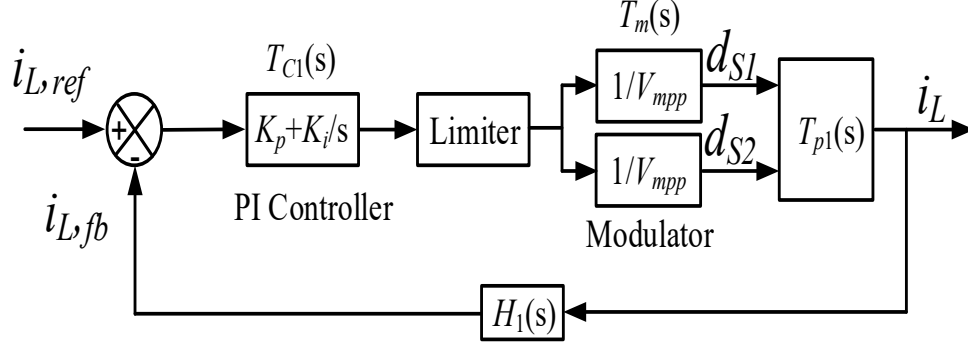 T_m(s)
T_C1(s)
d_S1
i_L,ref
1/V_mpp
i_L
+
K_p+K_i/s
Limiter
T_p1(s)
-
d_S2
1/V_mpp
PI Controller
i_L,fb
Modulator
H_1(s)